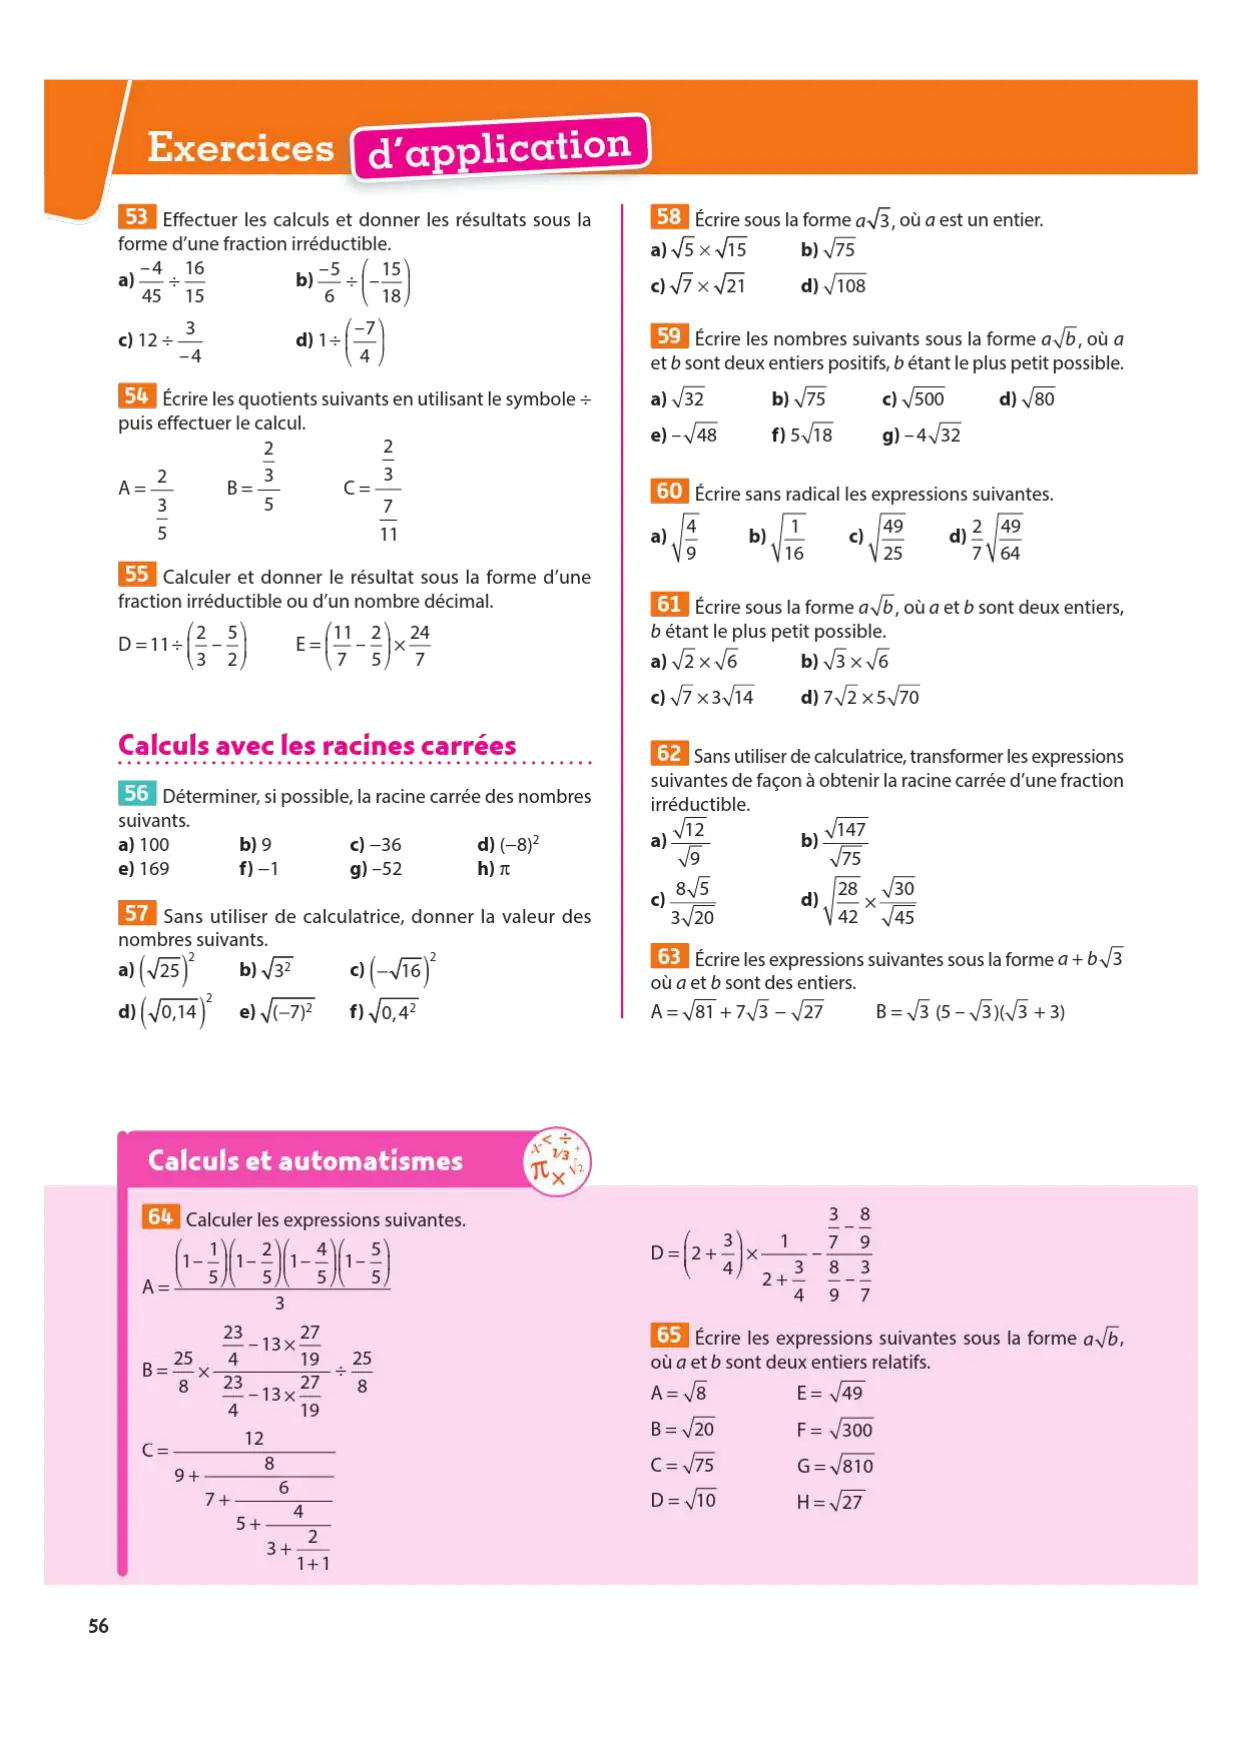 Exercices d'application
53 Effectuer les calculs et donner les résultats sous la
forme d'une fraction irréductible.
a) −4/45 ÷ 16/15 b) −5/6 ÷ (−15/18)
c) 12 ÷ 3/−4 d) 1 ÷ (−7/4)
54 Écrire les quotients suivants en utilisant le symbole ÷
puis effectuer le calcul.
A = 2/(3/5) B = (2/3)/5 C = (2/3)/(7/11)
55 Calculer et donner le résultat sous la forme d'une
fraction irréductible ou d'un nombre décimal.
D = 11 ÷ (2/3 − 5/2) E = (11/7 − 2/5) × 24/7
Calculs avec les racines carrées
56 Déterminer, si possible, la racine carrée des nombres
suivants.
a) 100 b) 9 c) −36 d) (−8)²
e) 169 f) −1 g) −52 h) π
57 Sans utiliser de calculatrice, donner la valeur des
nombres suivants.
a) (√25)² b) √3² c) (−√16)²
d) (√0,14)² e) √(−7)² f) √0,4²
58 Écrire sous la forme a√3, où a est un entier.
a) √5 × √15 b) √75
c) √7 × √21 d) √108
59 Écrire les nombres suivants sous la forme a√b, où a
et b sont deux entiers positifs, b étant le plus petit possible.
a) √32 b) √75 c) √500 d) √80
e) −√48 f) 5√18 g) −4√32
60 Écrire sans radical les expressions suivantes.
a) √(4/9) b) √(1/16) c) √(49/25) d) 2/7 √(49/64)
61 Écrire sous la forme a√b, où a et b sont deux entiers,
b étant le plus petit possible.
a) √2 × √6 b) √3 × √6
c) √7 × 3√14 d) 7√2 × 5√70
62 Sans utiliser de calculatrice, transformer les expressions
suivantes de façon à obtenir la racine carrée d'une fraction
irréductible.
a) √12/√9 b) √147/√75
c) 8√5/3√20 d) √(28/42) × √30/√45
63 Écrire les expressions suivantes sous la forme a + b√3
où a et b sont des entiers.
A = √81 + 7√3 − √27 B = √3 (5 − √3)(√3 + 3)
Calculs et automatismes
x < ÷ + 1/3 π × √2
64 Calculer les expressions suivantes.
A = (1 − 1/5)(1 − 2/5)(1 − 4/5)(1 − 5/5) / 3
B = 25/8 × (23/4 − 13 × 27/19)/(23/4 − 13 × 27/19) ÷ 25/8
C = 12/(9 + 8/(7 + 6/(5 + 4/(3 + 2/(1+1)))))
D = (2 + 3/4) × 1/(2 + 3/4) − (3/7 − 8/9)/(8/9 − 3/7)
65 Écrire les expressions suivantes sous la forme a√b,
où a et b sont deux entiers relatifs.
A = √8 E = √49
B = √20 F = √300
C = √75 G = √810
D = √10 H = √27
56